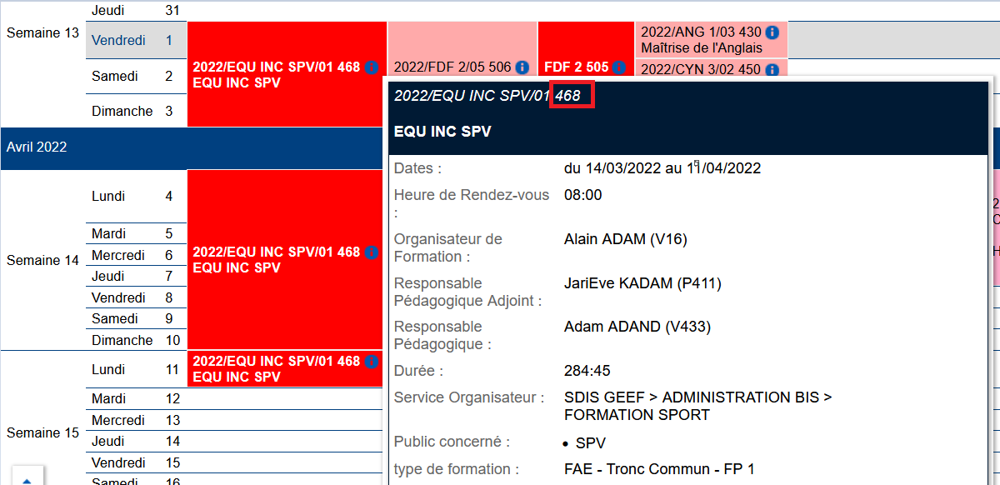 Jeudi 31
Semaine 13
Vendredi 1
Samedi 2
Dimanche 3
2022/EQU INC SPV/01 468
EQU INC SPV
2022/FDF 2/05 506
FDF 2 505
2022/ANG 1/03 430
Maîtrise de l'Anglais
2022/CYN 3/02 450
Avril 2022
Semaine 14
Lundi 4
Mardi 5
Mercredi 6
Jeudi 7
Vendredi 8
Samedi 9
Dimanche 10
2022/EQU INC SPV/01 468
EQU INC SPV
Semaine 15
Lundi 11
2022/EQU INC SPV/01 468
EQU INC SPV
Mardi 12
Mercredi 13
Jeudi 14
Vendredi 15
Samedi 16
2022/EQU INC SPV/01 468
EQU INC SPV
Dates : du 14/03/2022 au 11/04/2022
Heure de Rendez-vous : 08:00
Organisateur de
Formation : Alain ADAM (V16)
Responsable
Pédagogique Adjoint : JariEve KADAM (P411)
Responsable
Pédagogique : Adam ADAND (V433)
Durée : 284:45
Service Organisateur : SDIS GEEF > ADMINISTRATION BIS >
FORMATION SPORT
Public concerné : • SPV
type de formation : FAE - Tronc Commun - FP 1